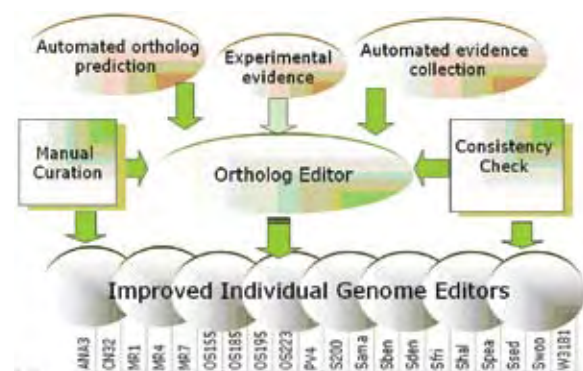 Automated ortholog
prediction
Experimental
evidence
Automated evidence
collection
Manual
Curation
Ortholog Editor
Consistency
Check
Improved Individual Genome Editors
ANA3
CN32
MR1
MR4
MR7
OS155
OS185
OS195
OS223
PV4
S200
Sama
Sben
Sden
Sfri
Shal
Spea
Ssed
Swoo
W3181